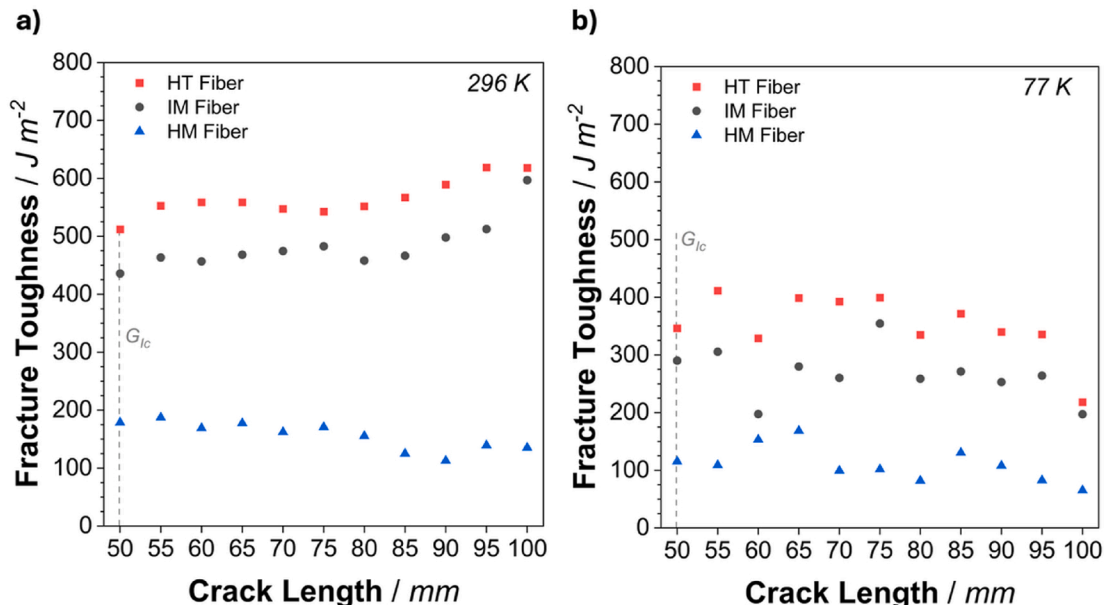 a)
Fracture Toughness / J m⁻²
800
700
600
500
400
300
200
100
0
HT Fiber
IM Fiber
HM Fiber
296 K
G_Ic
50 55 60 65 70 75 80 85 90 95 100
Crack Length / mm
b)
Fracture Toughness / J m⁻²
800
700
600
500
400
300
200
100
0
HT Fiber
IM Fiber
HM Fiber
77 K
G_Ic
50 55 60 65 70 75 80 85 90 95 100
Crack Length / mm